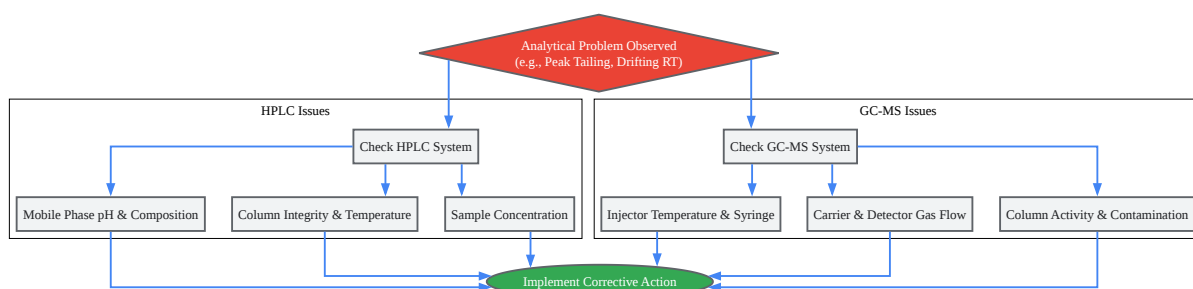 Analytical Problem Observed
(e.g., Peak Tailing, Drifting RT)
HPLC Issues
GC-MS Issues
Check HPLC System
Check GC-MS System
Mobile Phase pH & Composition
Column Integrity & Temperature
Sample Concentration
Injector Temperature & Syringe
Carrier & Detector Gas Flow
Column Activity & Contamination
Implement Corrective Action